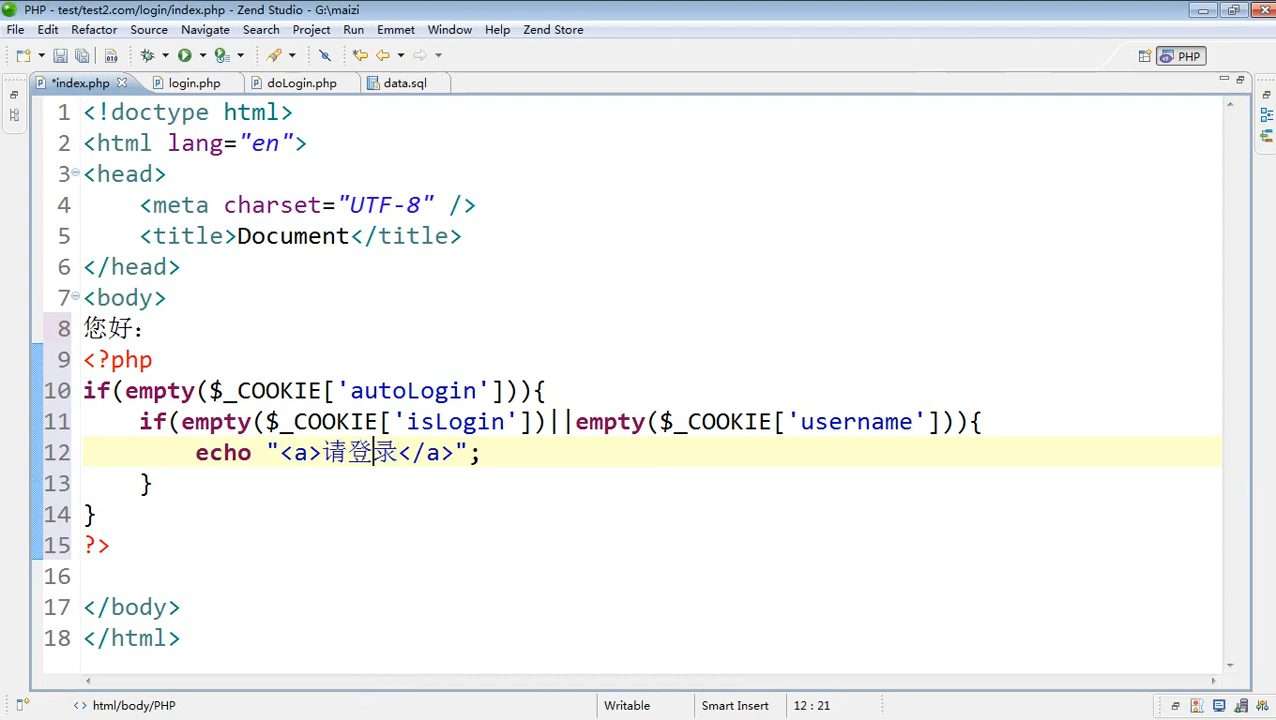 PHP - test/test2.com/login/index.php - Zend Studio - G:\maizi
File Edit Refactor Source Navigate Search Project Run Emmet Window Help Zend Store
PHP
*index.php login.php doLogin.php data.sql
1 <!doctype html>
2 <html lang="en">
3 <head>
4 <meta charset="UTF-8" />
5 <title>Document</title>
6 </head>
7 <body>
8 您好：
9 <?php
10 if(empty($_COOKIE['autoLogin'])){
11 if(empty($_COOKIE['isLogin'])||empty($_COOKIE['username'])){
12 echo "<a>请登录</a>";
13 }
14 }
15 ?>
16
17 </body>
18 </html>
<> html/body/PHP Writable Smart Insert 12 : 21